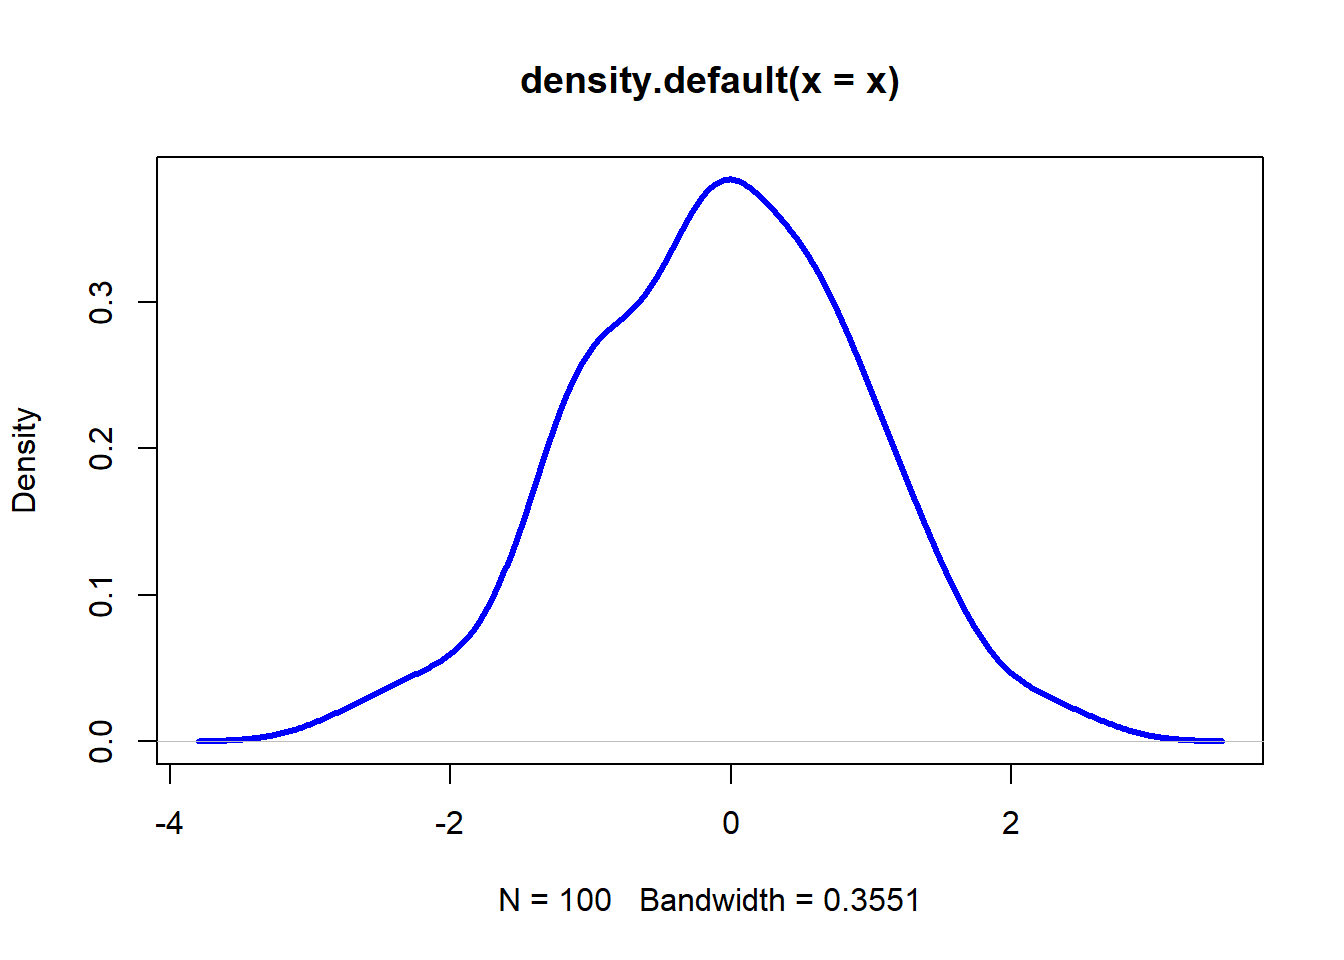 density.default(x = x)
Density
0.3
0.2
0.1
0.0
-4 -2 0 2
N = 100 Bandwidth = 0.3551